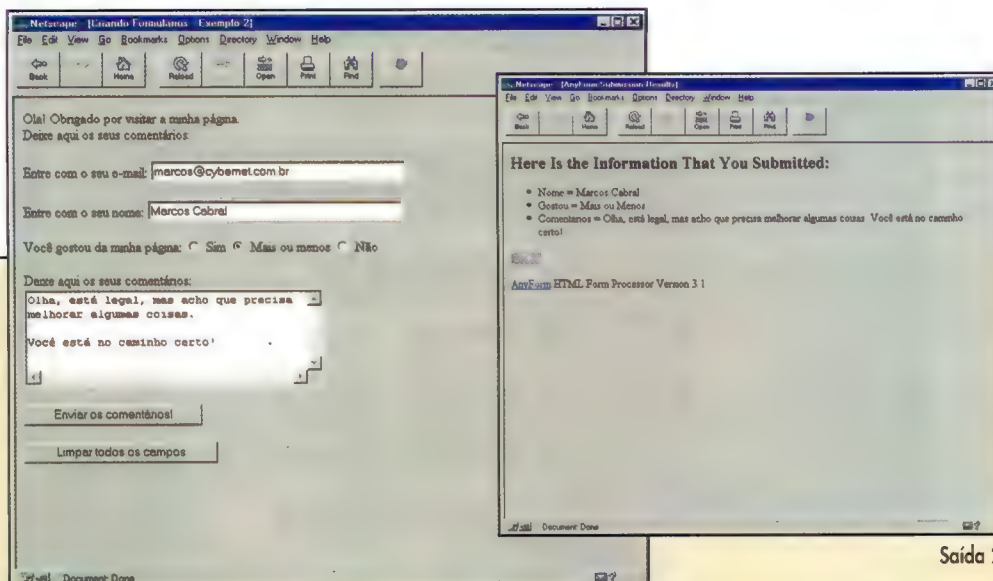 Netscape - [Criando Formulários - Exemplo 2]
File Edit View Go Bookmarks Options Directory Window Help
Back Home Reload Open Print Find
Olá! Obrigado por visitar a minha página.
Deixe aqui os seus comentários
Entre com o seu e-mail: marcos@cybernet.com.br
Entre com o seu nome: Marcos Cabral
Você gostou da minha página: Sim Mais ou menos Não
Deixe aqui os seus comentários:
Olha, está legal, mas acho que precisa
melhorar algumas coisas.
Você está no caminho certo!
Enviar os comentários!
Limpar todos os campos
Document: Done
Netscape - [AnyForm Submission Results]
File Edit View Go Bookmarks Options Directory Window Help
Back Home Reload Open Print Find
Here Is the Information That You Submitted:
Nome = Marcos Cabral
Gostou = Mais ou Menos
Comentarios = Olha, está legal, mas acho que precisa melhorar algumas coisas. Você está no caminho
certo!
AnyForm HTML Form Processor Version 3.1
Document: Done
Saída 2